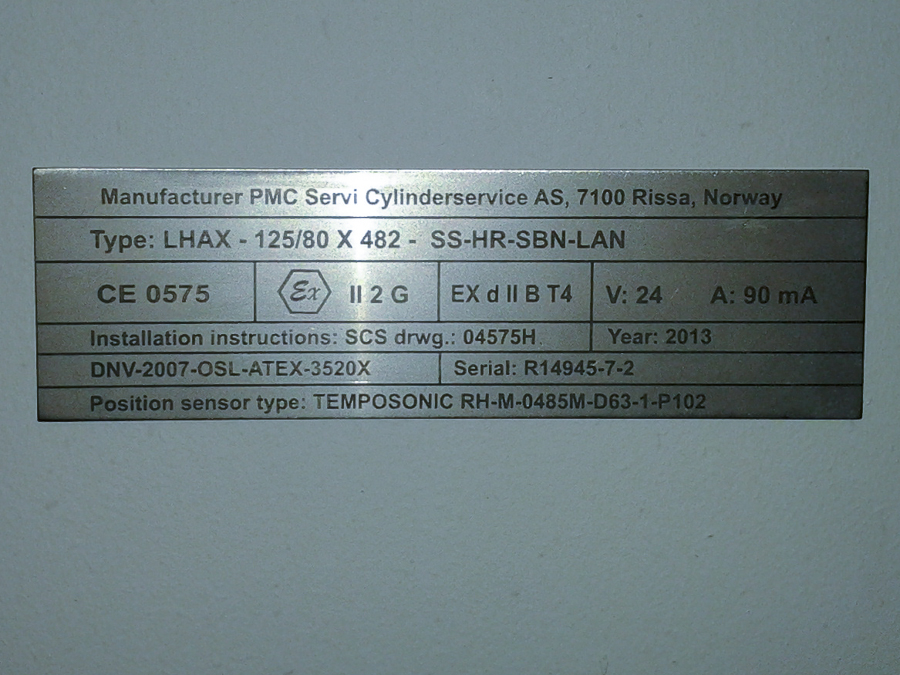 Manufacturer PMC Servi Cylinderservice AS, 7100 Rissa, Norway
Type: LHAX - 125/80 X 482 - SS-HR-SBN-LAN
CE 0575 Ex II 2 G EX d II B T4 V: 24 A: 90 mA
Installation instructions: SCS drwg.: 04575H Year: 2013
DNV-2007-OSL-ATEX-3520X Serial: R14945-7-2
Position sensor type: TEMPOSONIC RH-M-0485M-D63-1-P102